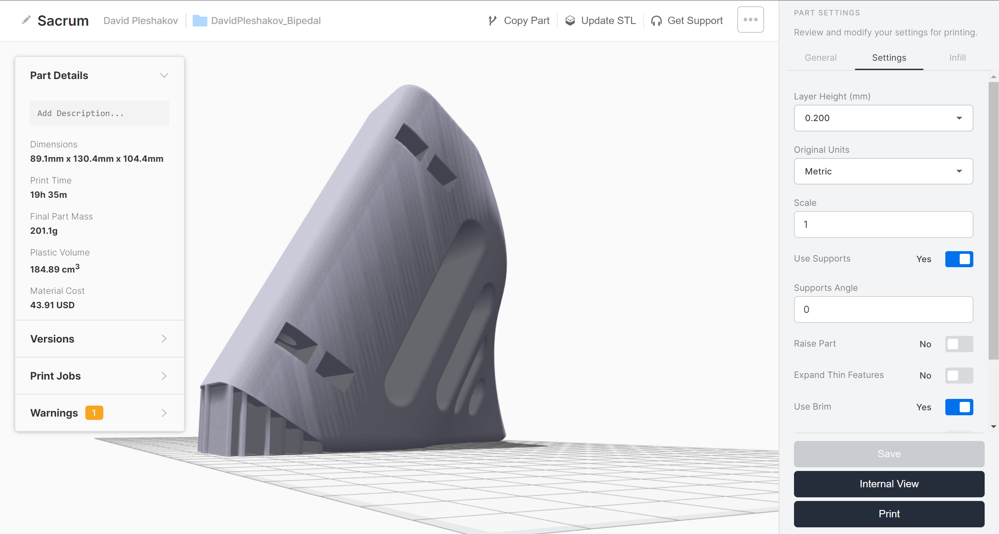 Sacrum David Pleshakov DavidPleshakov_Bipedal Copy Part Update STL Get Support
Part Details
Add Description...
Dimensions
89.1mm x 130.4mm x 104.4mm
Print Time
19h 35m
Final Part Mass
201.1g
Plastic Volume
184.89 cm³
Material Cost
43.91 USD
Versions
Print Jobs
Warnings 1
PART SETTINGS
Review and modify your settings for printing.
General Settings Infill
Layer Height (mm)
0.200
Original Units
Metric
Scale
1
Use Supports Yes
Supports Angle
0
Raise Part No
Expand Thin Features No
Use Brim Yes
Save
Internal View
Print